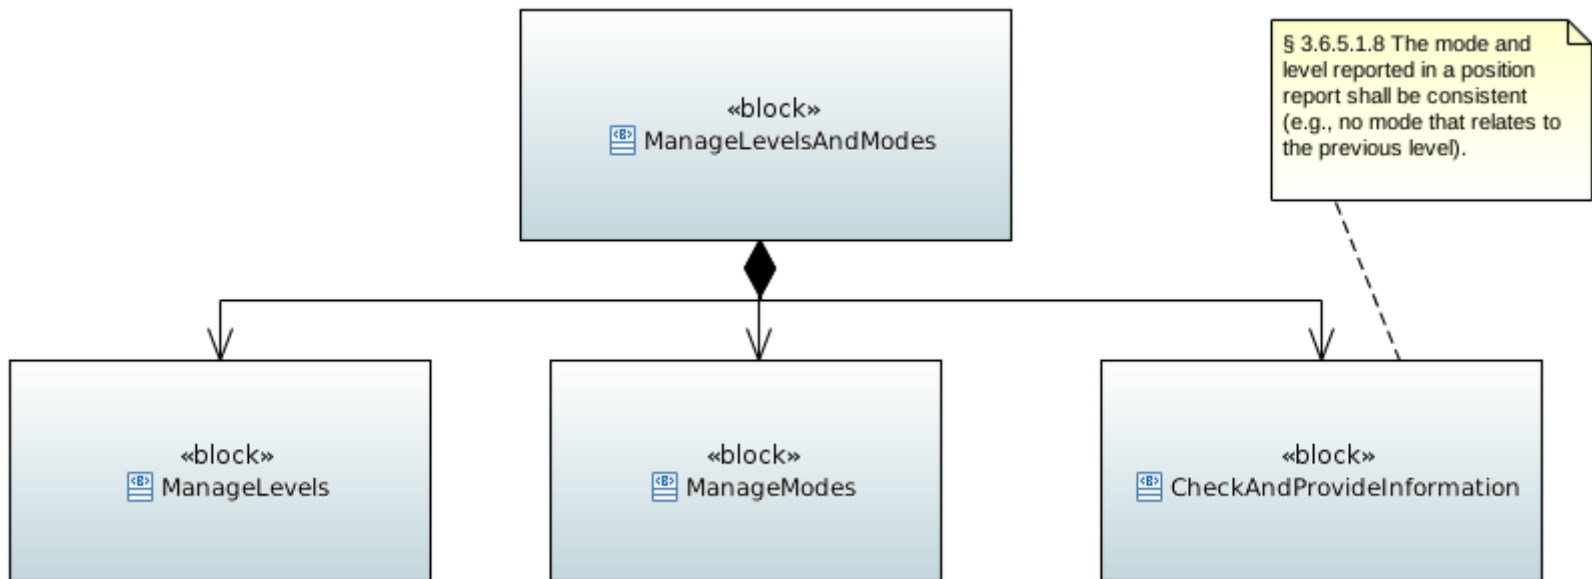 «block»
ManageLevelsAndModes
§ 3.6.5.1.8 The mode and
level reported in a position
report shall be consistent
(e.g., no mode that relates to
the previous level).
«block»
ManageLevels
«block»
ManageModes
«block»
CheckAndProvideInformation